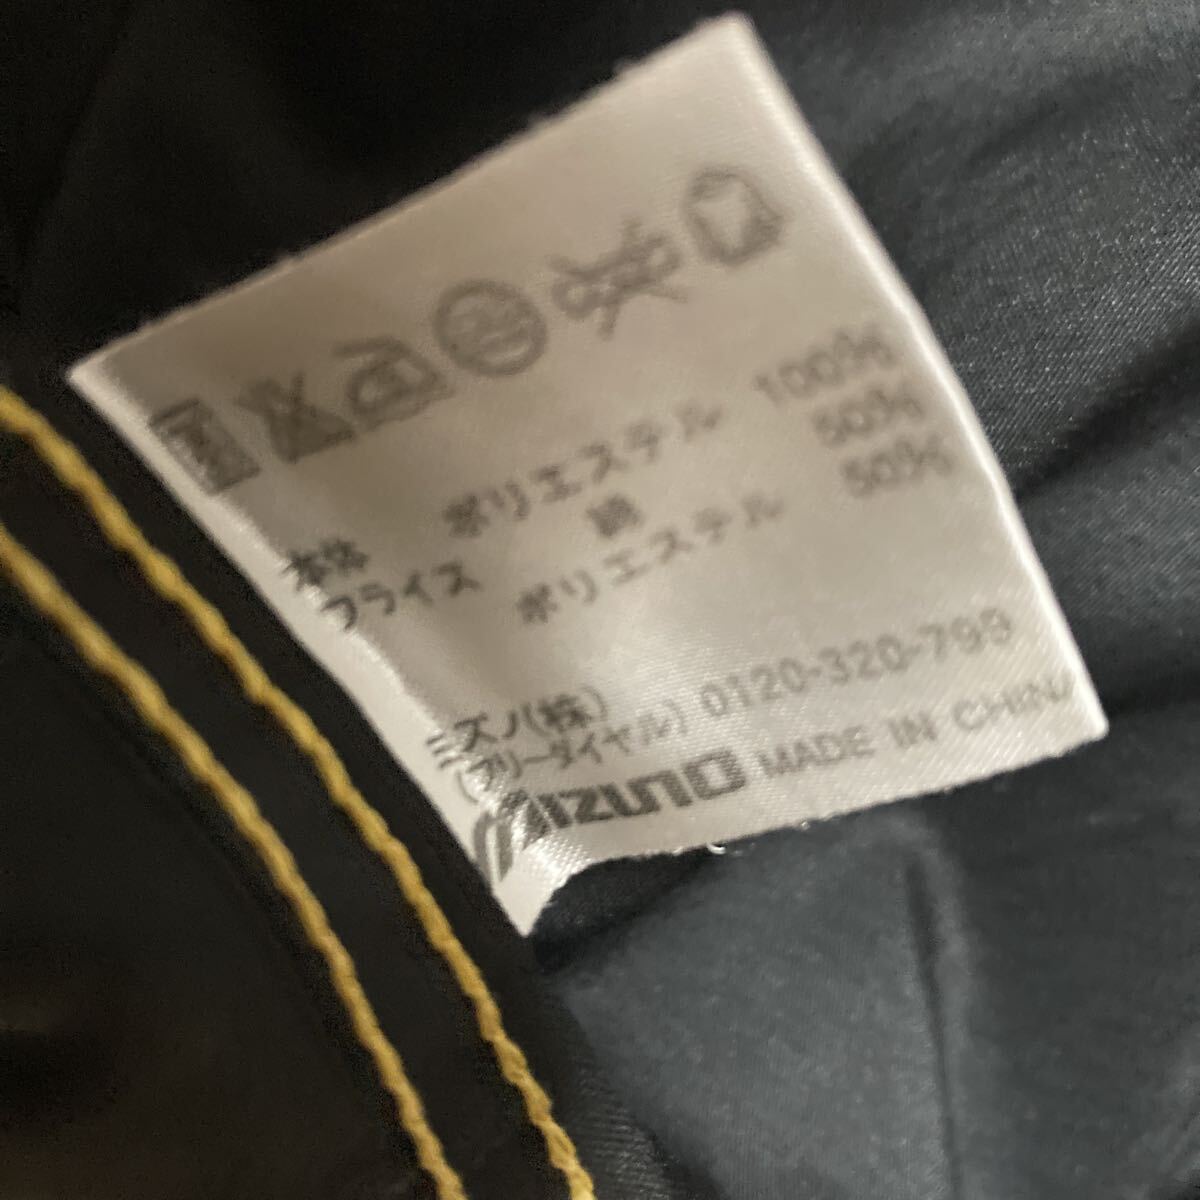 本体 ポリエステル 100%
フライス 綿 50%
ポリエステル 50%
ミズノ(株)
(フリーダイヤル) 0120-320-799
MIZUNO MADE IN CHINA